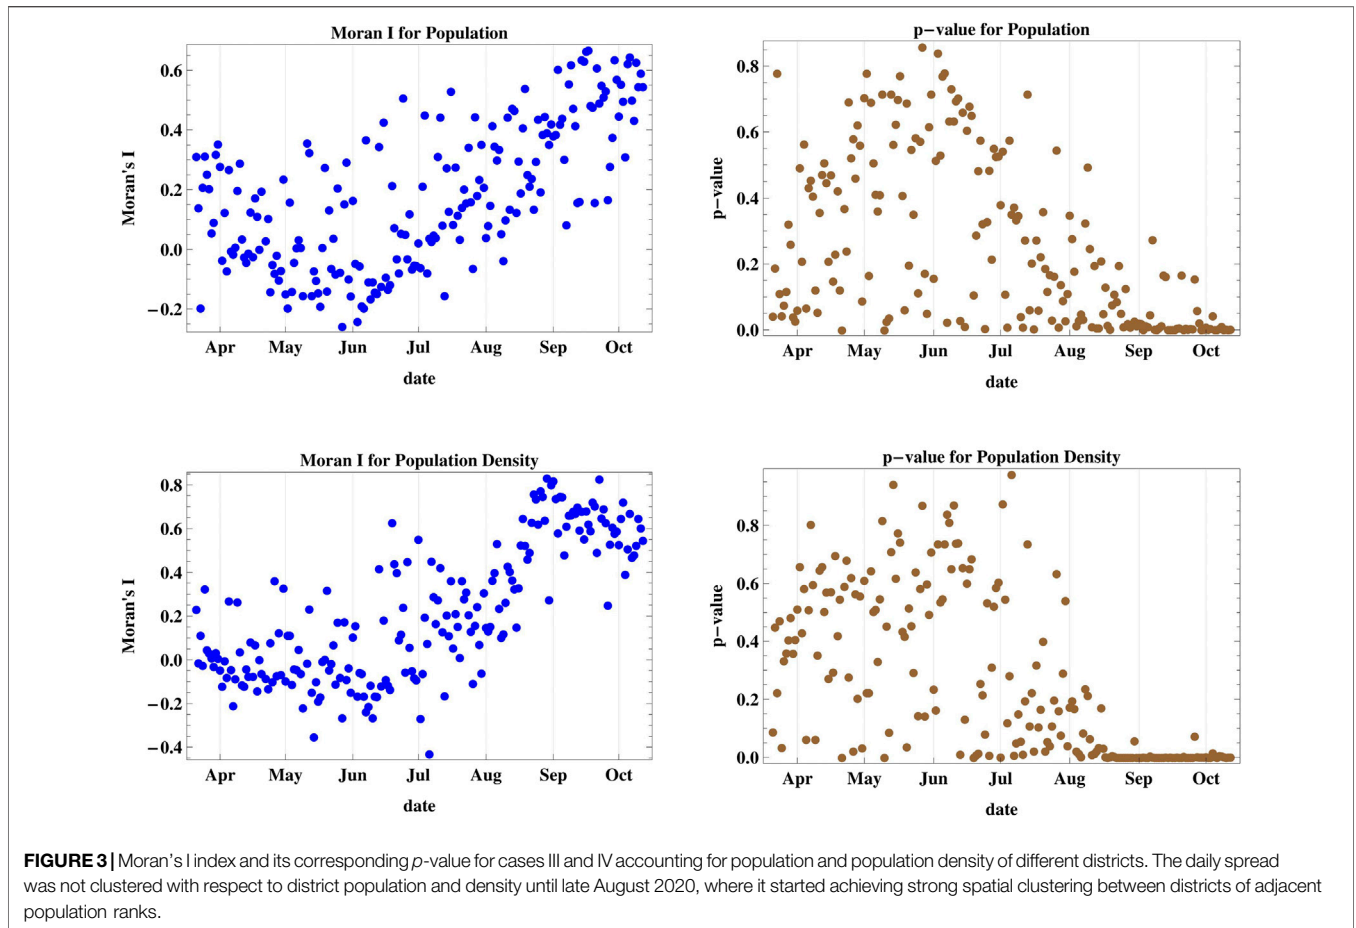 Moran I for Population
Moran's I
0.6
0.4
0.2
0.0
−0.2
Apr May Jun Jul Aug Sep Oct
date
p−value for Population
p−value
0.8
0.6
0.4
0.2
0.0
Apr May Jun Jul Aug Sep Oct
date
Moran I for Population Density
Moran's I
0.8
0.6
0.4
0.2
0.0
−0.2
−0.4
Apr May Jun Jul Aug Sep Oct
date
p−value for Population Density
p−value
0.8
0.6
0.4
0.2
0.0
Apr May Jun Jul Aug Sep Oct
date
FIGURE 3 | Moran's I index and its corresponding p-value for cases III and IV accounting for population and population density of different districts. The daily spread
was not clustered with respect to district population and density until late August 2020, where it started achieving strong spatial clustering between districts of adjacent
population ranks.